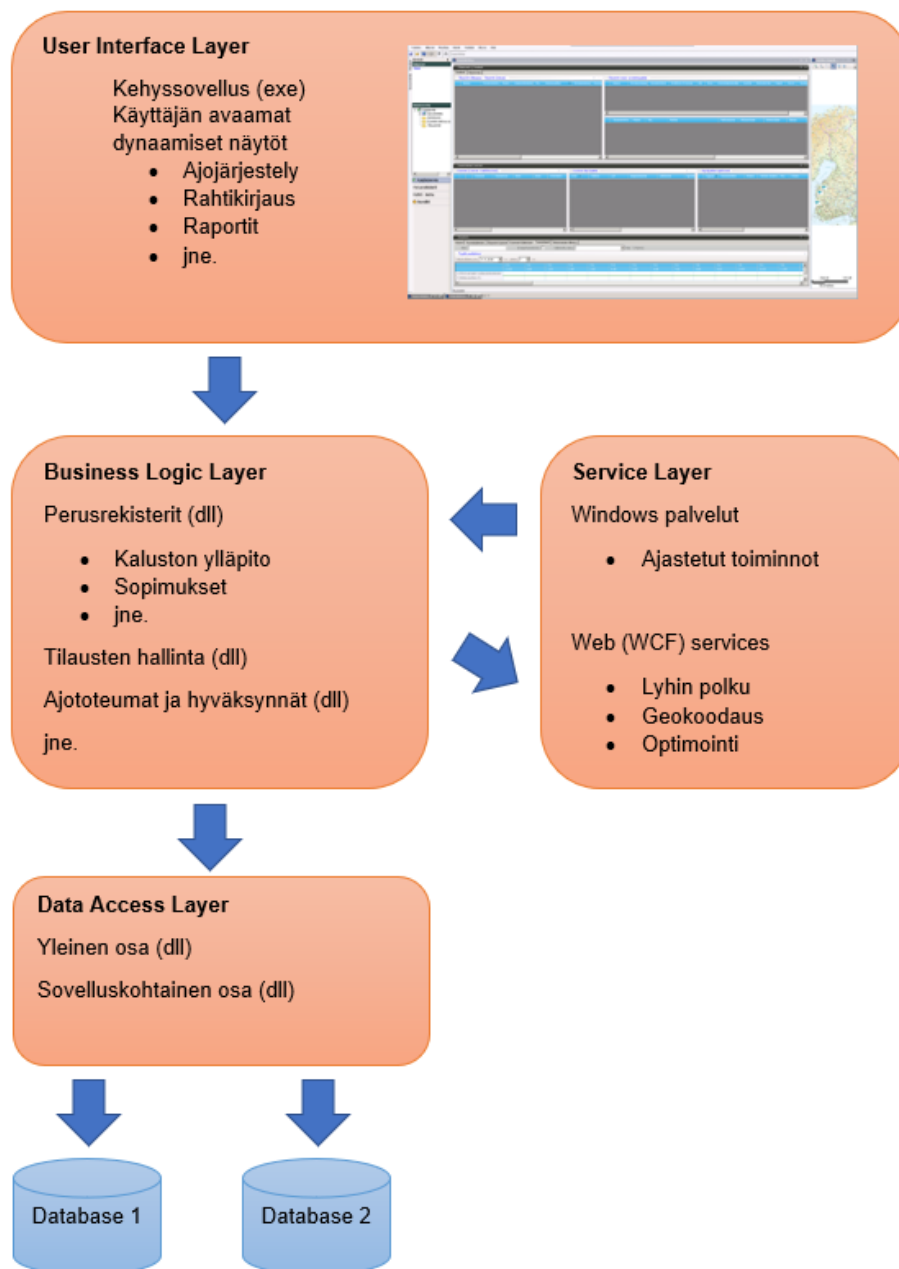 User Interface Layer
Kehyssovellus (exe)
Käyttäjän avaamat
dynaamiset näytöt
• Ajojärjestely
• Rahtikirjaus
• Raportit
• jne.
Business Logic Layer
Perusrekisterit (dll)
• Kaluston ylläpito
• Sopimukset
• jne.
Tilausten hallinta (dll)
Ajototeumat ja hyväksynnät (dll)
jne.
Service Layer
Windows palvelut
• Ajastetut toiminnot
Web (WCF) services
• Lyhin polku
• Geokoodaus
• Optimointi
Data Access Layer
Yleinen osa (dll)
Sovelluskohtainen osa (dll)
Database 1
Database 2